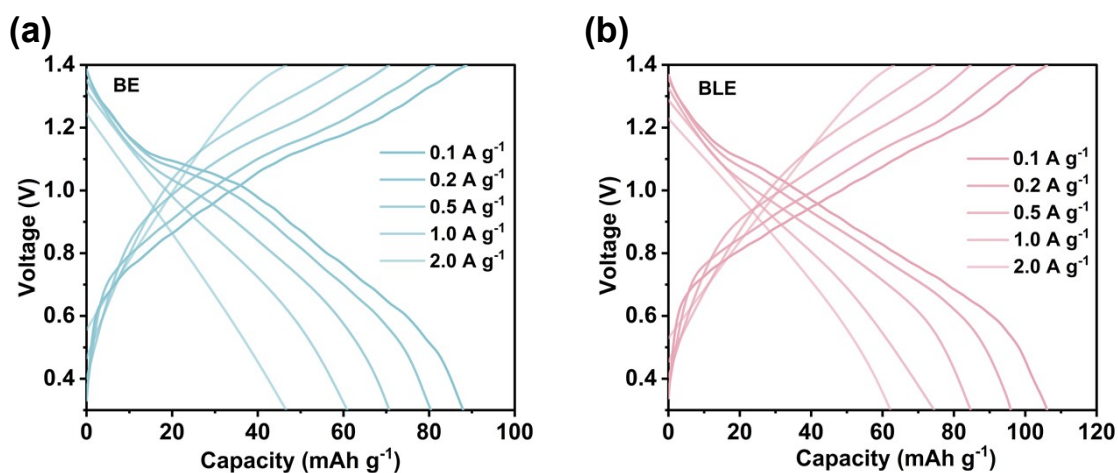 (a)
BE
0.1 A g⁻¹
0.2 A g⁻¹
0.5 A g⁻¹
1.0 A g⁻¹
2.0 A g⁻¹
Voltage (V)
1.4
1.2
1.0
0.8
0.6
0.4
0 20 40 60 80 100
Capacity (mAh g⁻¹)
(b)
BLE
0.1 A g⁻¹
0.2 A g⁻¹
0.5 A g⁻¹
1.0 A g⁻¹
2.0 A g⁻¹
Voltage (V)
1.4
1.2
1.0
0.8
0.6
0.4
0 20 40 60 80 100 120
Capacity (mAh g⁻¹)